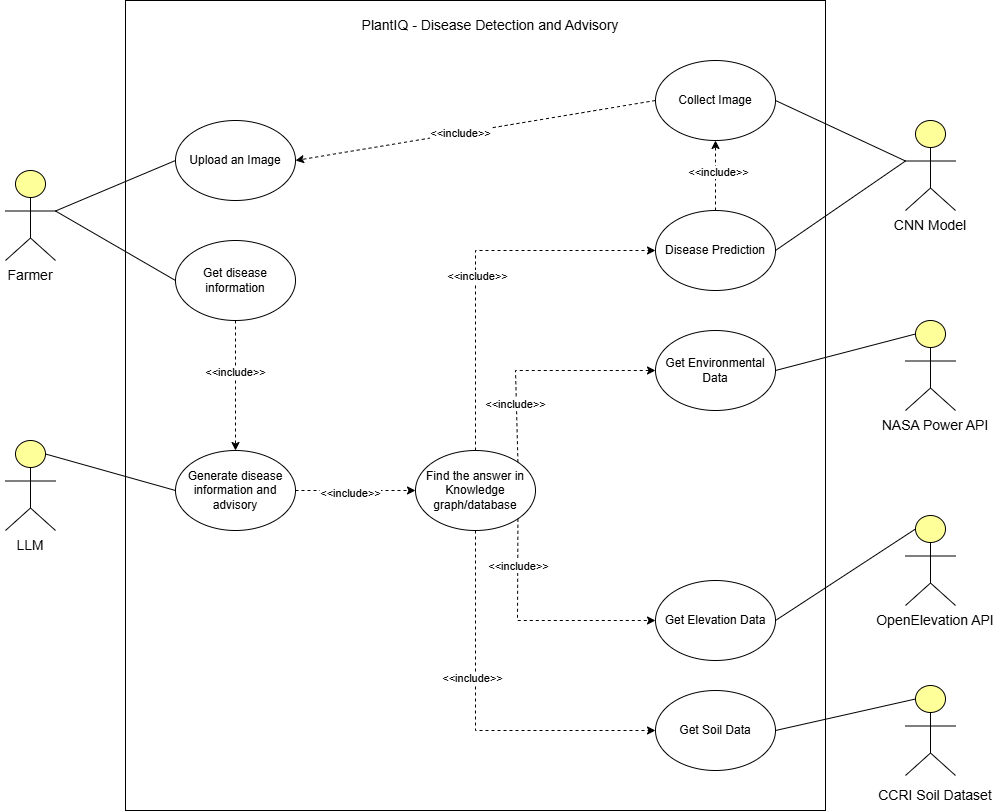 PlantIQ - Disease Detection and Advisory
Collect Image
<<include>>
Upload an Image
<<include>>
CNN Model
Disease Prediction
Farmer
Get disease
information
<<include>>
Get Environmental
Data
<<include>>
<<include>>
NASA Power API
Generate disease
information and
advisory
<<include>>
Find the answer in
Knowledge
graph/database
LLM
<<include>>
Get Elevation Data
OpenElevation API
<<include>>
Get Soil Data
CCRI Soil Dataset